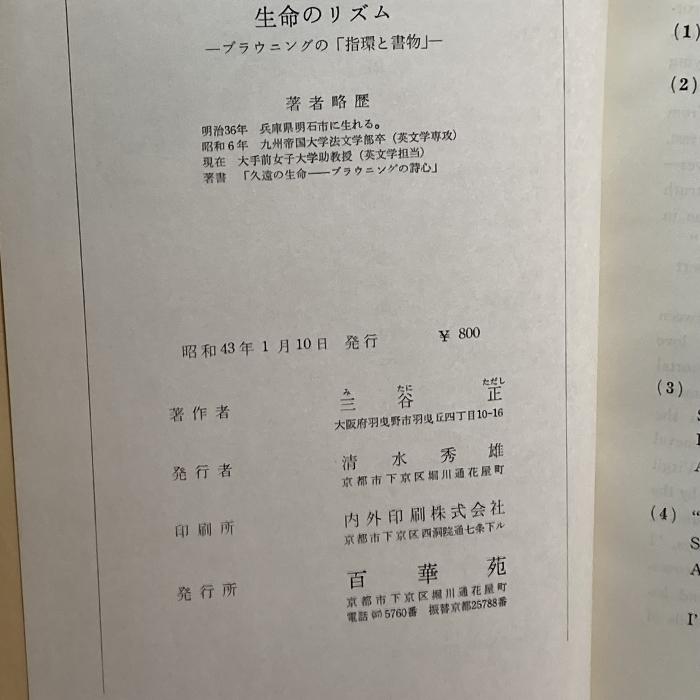 生命のリズム
―ブラウニングの「指環と書物」―
著者略歴
明治36年 兵庫県明石市に生れる。
昭和6年 九州帝国大学法文学部卒(英文学専攻)
現在 大手前女子大学助教授(英文学担当)
著書 「久遠の生命――ブラウニングの詩心」
昭和43年1月10日 発行 ¥800
み たに ただし
著作者 三谷正
大阪府羽曳野市羽曳丘四丁目10-16
発行者 清水秀雄
京都市下京区堀川通花屋町
印刷所 内外印刷株式会社
京都市下京区西洞院通七条下ル
発行所 百華苑
京都市下京区堀川通花屋町
電話㉟5760番 振替京都25788番
(1)
(2)
(3)
S
I
A
(4) “
S
A
I'